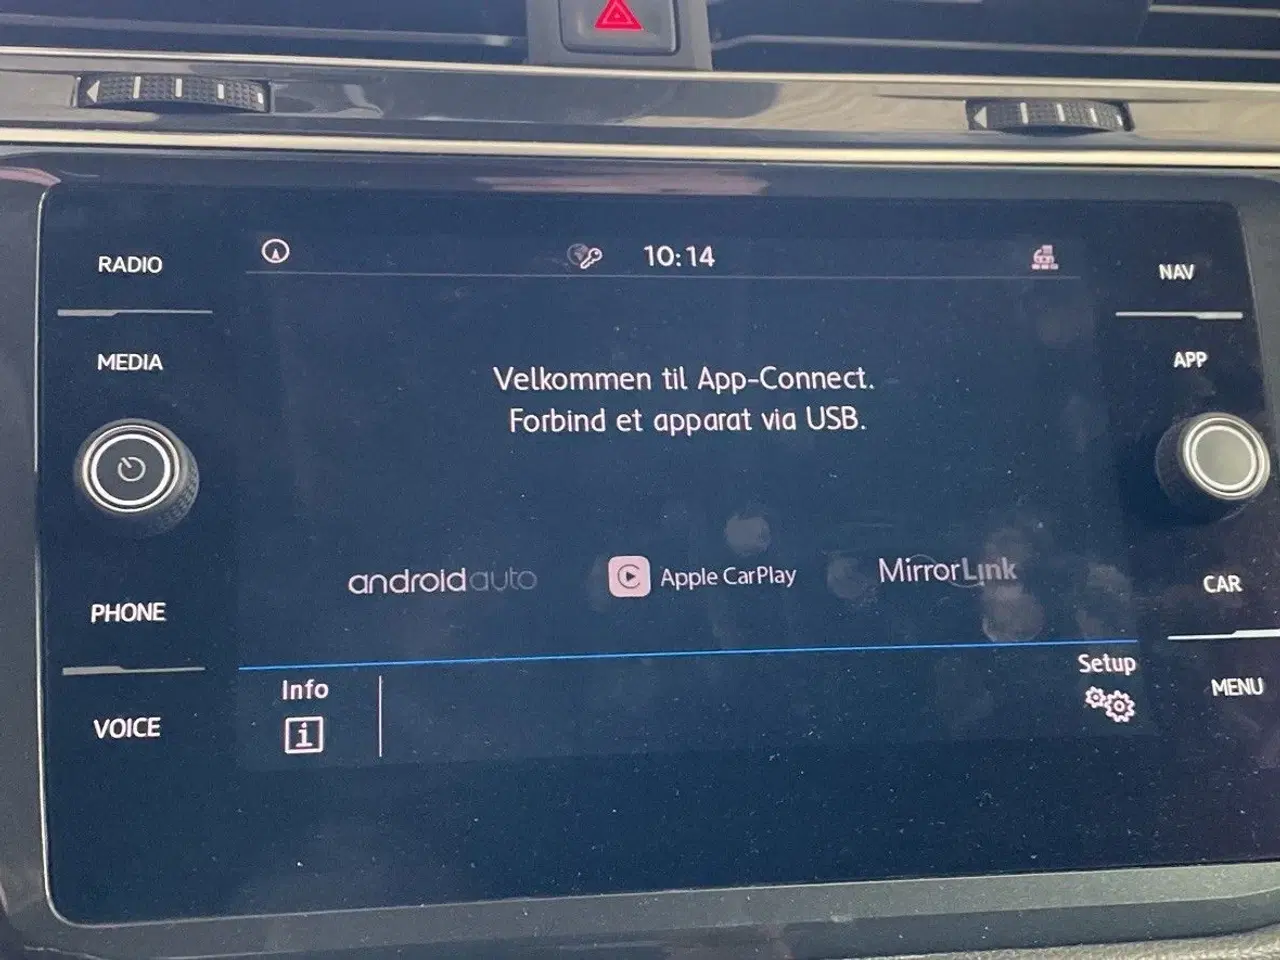 RADIO
MEDIA
PHONE
VOICE
10:14
Velkommen til App-Connect.
Forbind et apparat via USB.
androidauto
Apple CarPlay
MirrorLink
Info
i
Setup
NAV
APP
CAR
MENU